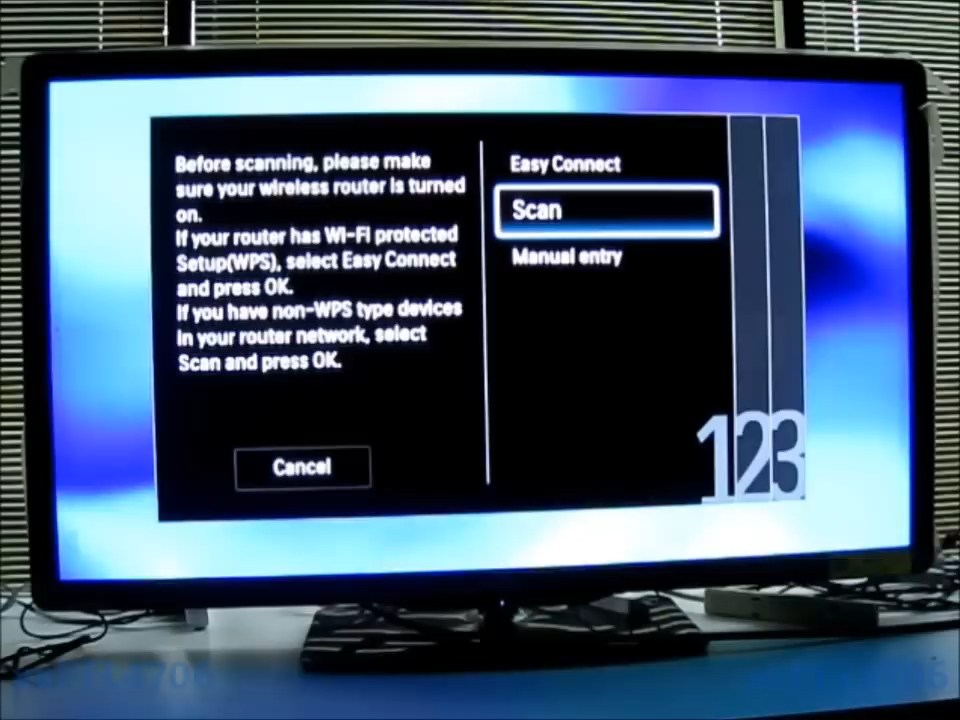 Before scanning, please make
sure your wireless router is turned
on.
If your router has Wi-Fi protected
Setup(WPS), select Easy Connect
and press OK.
If you have non-WPS type devices
in your router network, select
Scan and press OK.
Cancel
Easy Connect
Scan
Manual entry
123